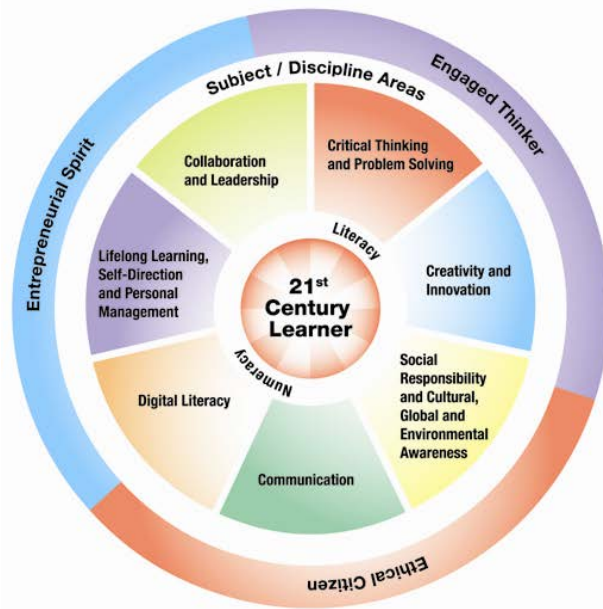 Engaged Thinker
Entrepreneurial Spirit
Subject / Discipline Areas
Collaboration
and Leadership
Critical Thinking
and Problem Solving
Literacy
Lifelong Learning,
Self-Direction
and Personal
Management
21st
Century
Learner
Creativity and
Innovation
Numeracy
Digital Literacy
Social
Responsibility
and Cultural,
Global and
Environmental
Awareness
Communication
Ethical Citizen